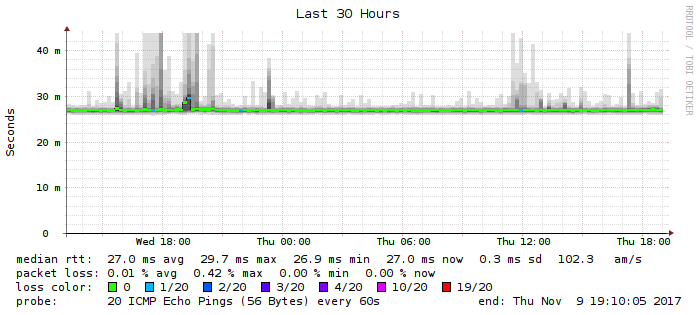 Last 30 Hours
RRDTOOL / TOBI OETIKER
Seconds
40 m
30 m
20 m
10 m
0
Wed 18:00 Thu 00:00 Thu 06:00 Thu 12:00 Thu 18:00
median rtt: 27.0 ms avg 29.7 ms max 26.9 ms min 27.0 ms now 0.3 ms sd 102.3 am/s
packet loss: 0.01 % avg 0.42 % max 0.00 % min 0.00 % now
loss color: 0 1/20 2/20 3/20 4/20 10/20 19/20
probe: 20 ICMP Echo Pings (56 Bytes) every 60s end: Thu Nov 9 19:10:05 2017